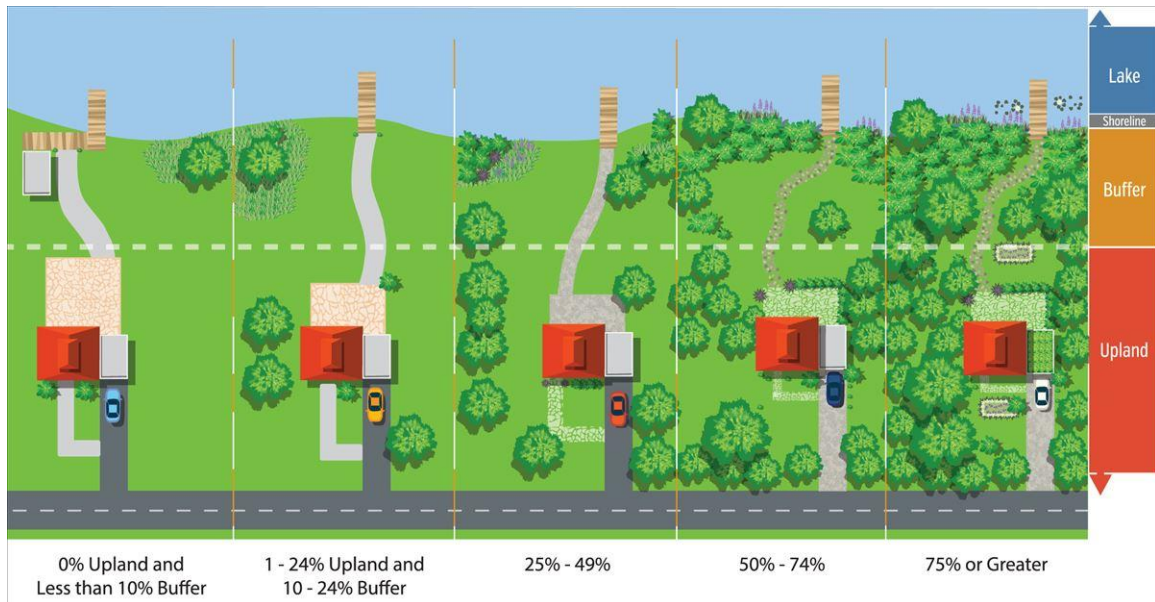 Lake
Shoreline
Buffer
Upland
0% Upland and
Less than 10% Buffer
1 - 24% Upland and
10 - 24% Buffer
25% - 49%
50% - 74%
75% or Greater